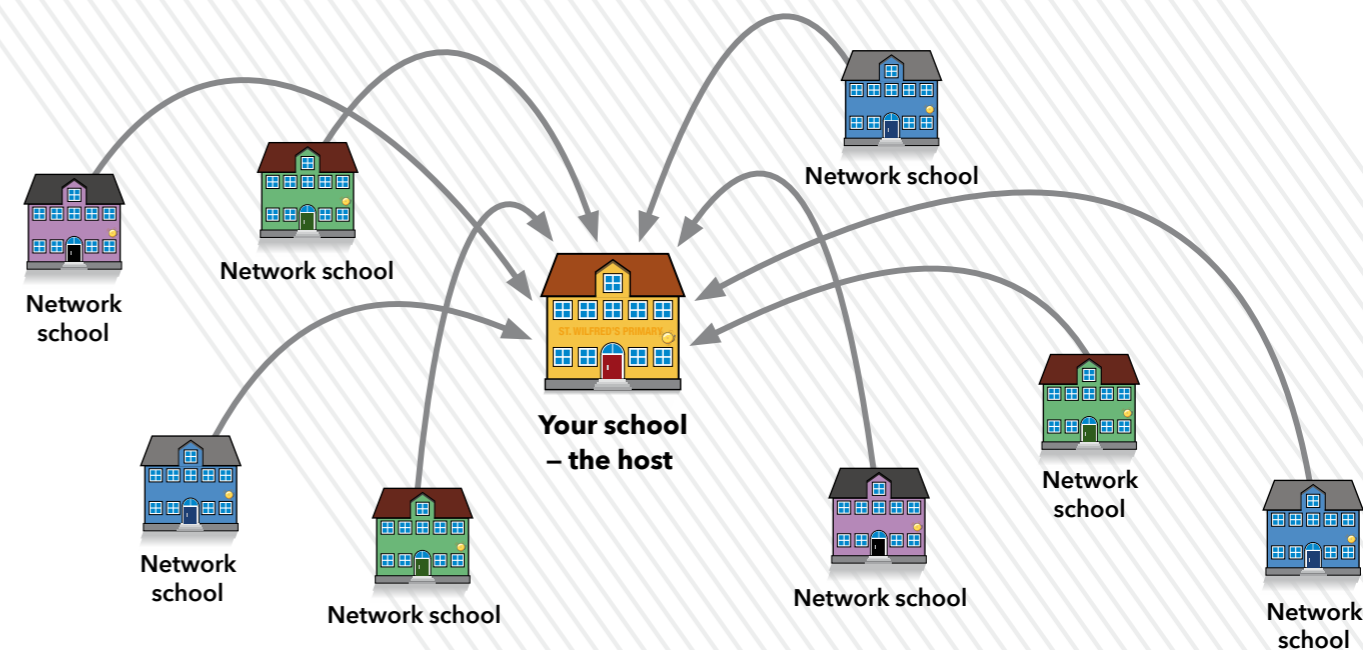 Network school
Network school
Network
school
ST. WILFRED'S PRIMARY
Your school
– the host
Network
school
Network
school
Network school
Network school
Network
school